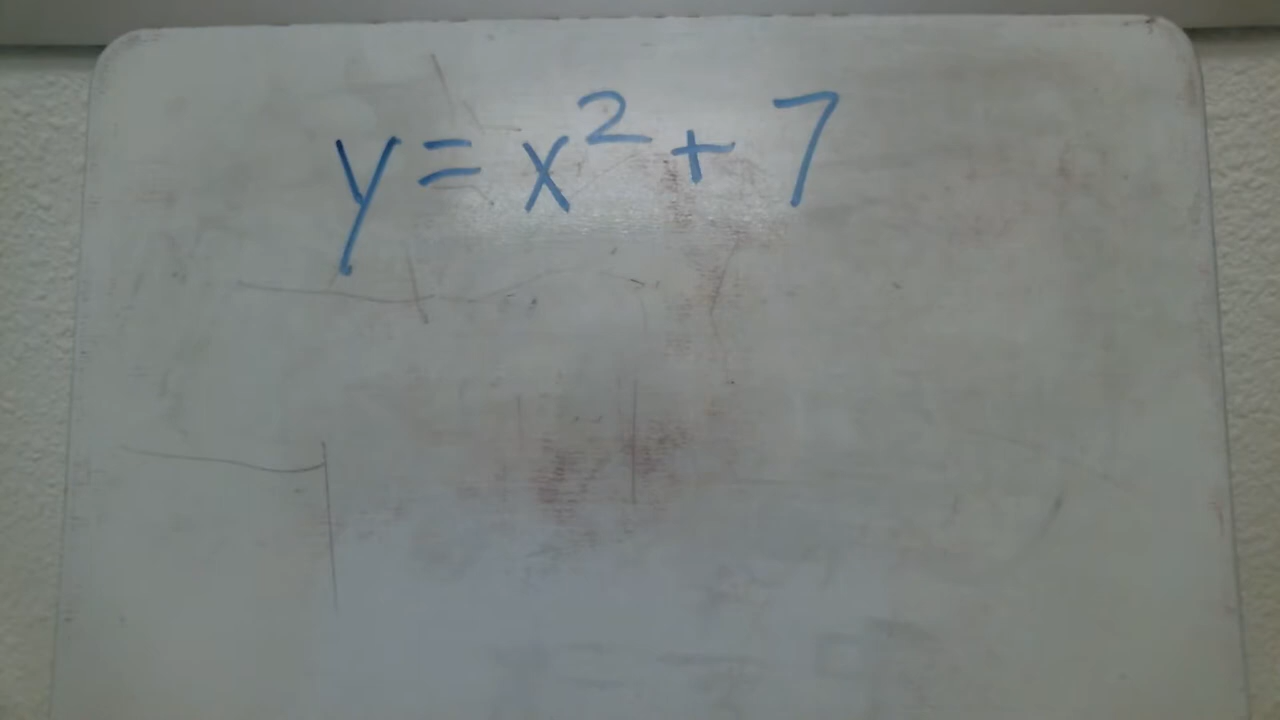 y = x² + 7